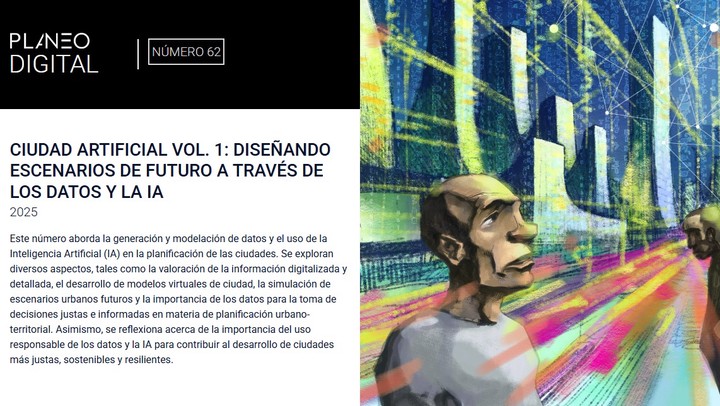 PLANEO
DIGITAL
NÚMERO 62
CIUDAD ARTIFICIAL VOL. 1: DISEÑANDO
ESCENARIOS DE FUTURO A TRAVÉS DE
LOS DATOS Y LA IA
2025
Este número aborda la generación y modelación de datos y el uso de la
Inteligencia Artificial (IA) en la planificación de las ciudades. Se exploran
diversos aspectos, tales como la valoración de la información digitalizada y
detallada, el desarrollo de modelos virtuales de ciudad, la simulación de
escenarios urbanos futuros y la importancia de los datos para la toma de
decisiones justas e informadas en materia de planificación urbano-
territorial. Asimismo, se reflexiona acerca de la importancia del uso
responsable de los datos y la IA para contribuir al desarrollo de ciudades
más justas, sostenibles y resilientes.